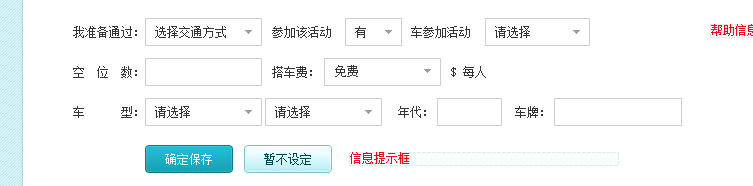 我准备通过： 选择交通方式 参加该活动 有 车参加活动 请选择 帮助信息
空 位 数： 搭车费： 免费 $ 每人
车 型： 请选择 请选择 年代： 车牌：
确定保存 暂不设定 信息提示框